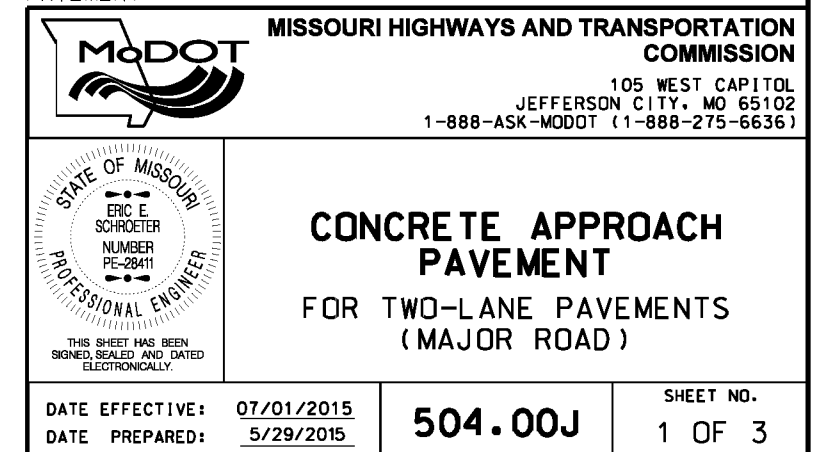 MoDOT
MISSOURI HIGHWAYS AND TRANSPORTATION
COMMISSION
105 WEST CAPITOL
JEFFERSON CITY, MO 65102
1-888-ASK-MODOT (1-888-275-6636)
STATE OF MISSOURI
ERIC E.
SCHROETER
NUMBER
PE-28411
PROFESSIONAL ENGINEER
THIS SHEET HAS BEEN
SIGNED, SEALED AND DATED
ELECTRONICALLY.
CONCRETE APPROACH
PAVEMENT
FOR TWO-LANE PAVEMENTS
(MAJOR ROAD)
DATE EFFECTIVE: 07/01/2015
DATE PREPARED: 5/29/2015
504.00J
SHEET NO.
1 OF 3